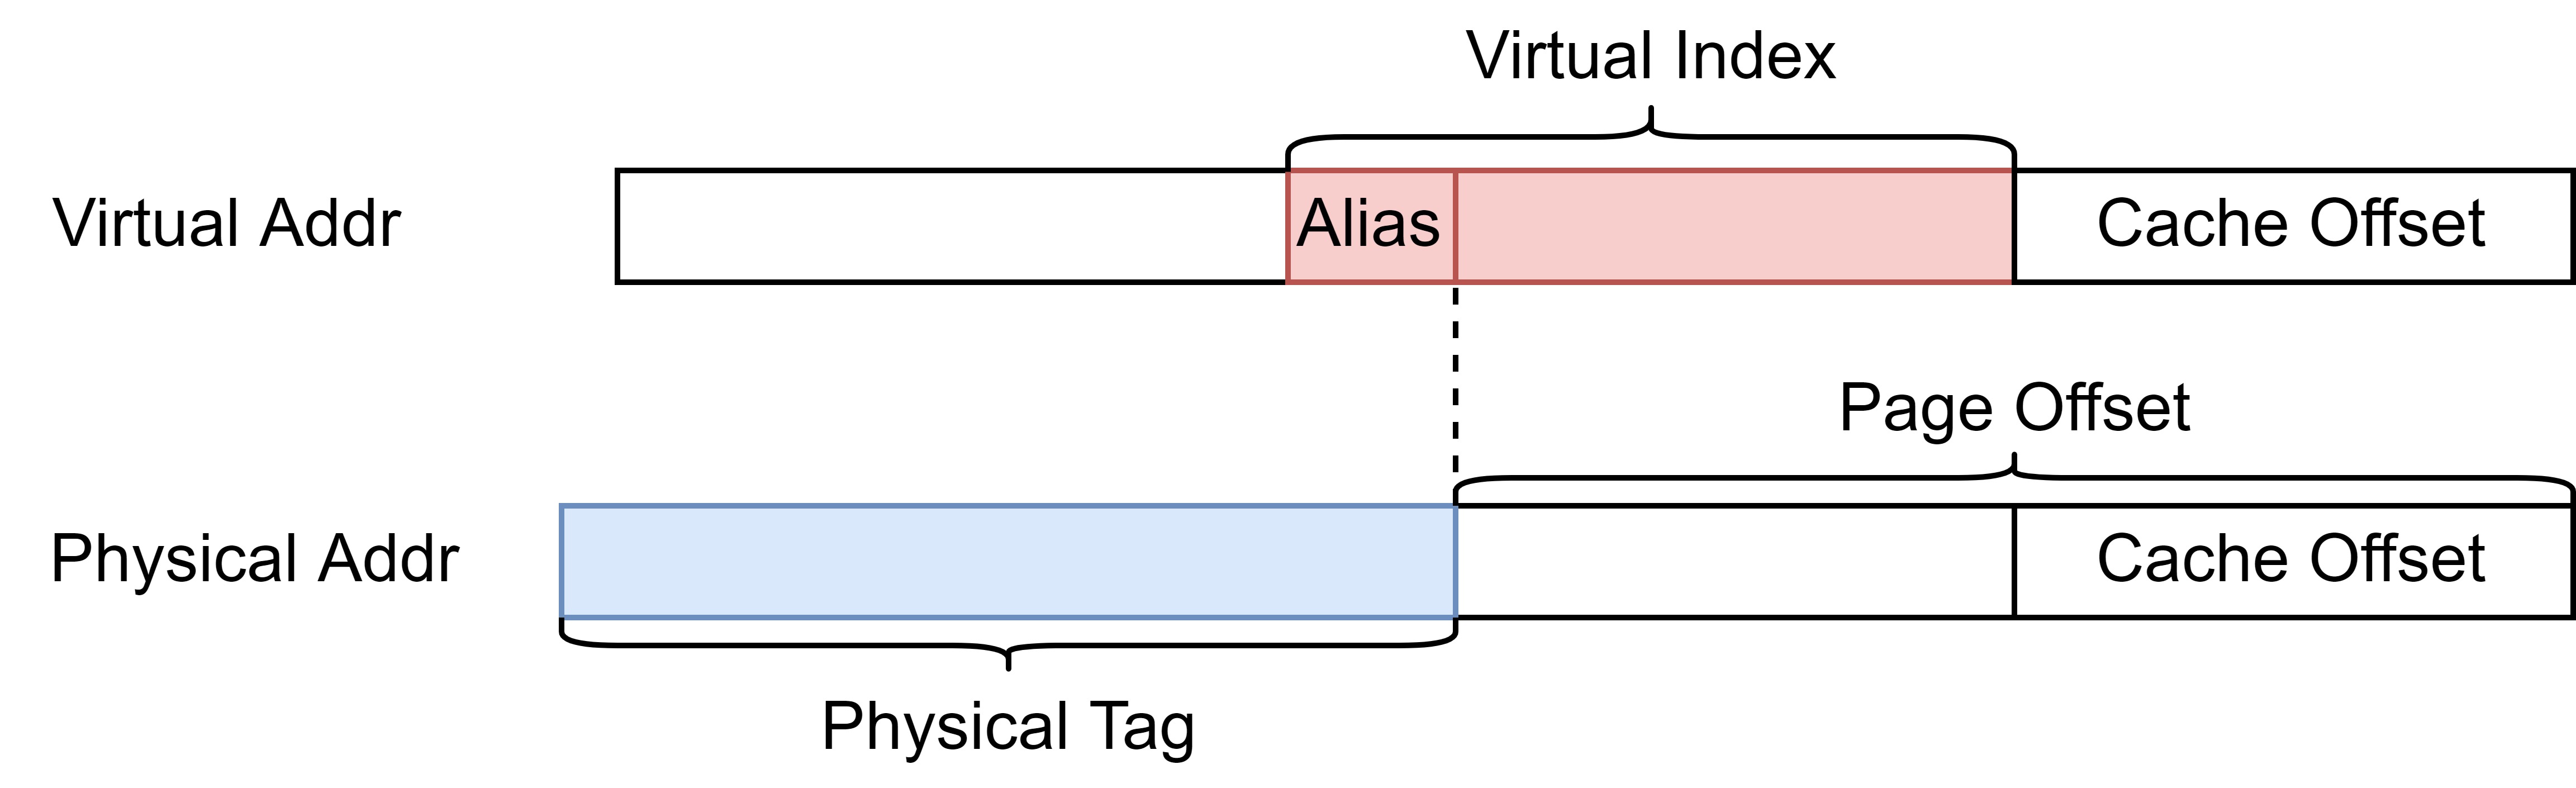 Virtual Index
Virtual Addr
Alias
Cache Offset
Page Offset
Physical Addr
Cache Offset
Physical Tag